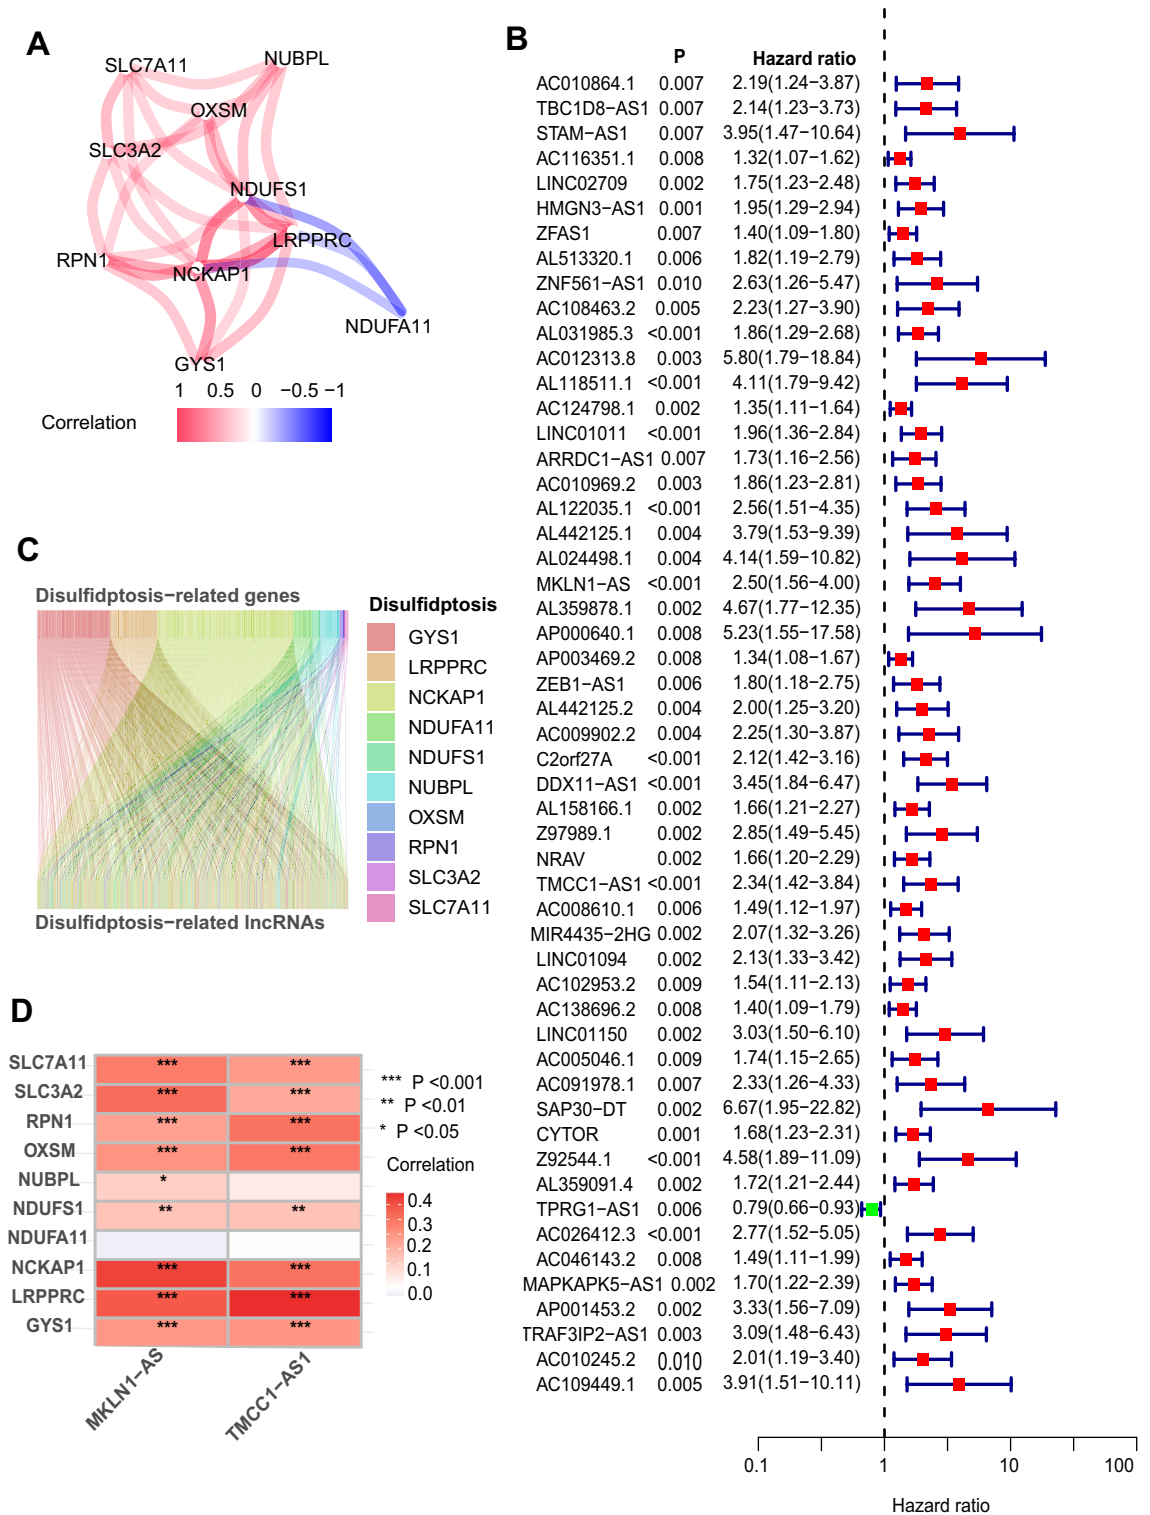 A
SLC7A11
NUBPL
OXSM
SLC3A2
NDUFS1
LRPPRC
RPN1
NCKAP1
NDUFA11
GYS1
1 0.5 0 −0.5 −1
Correlation
B
P Hazard ratio
AC010864.1 0.007 2.19(1.24−3.87)
TBC1D8−AS1 0.007 2.14(1.23−3.73)
STAM−AS1 0.007 3.95(1.47−10.64)
AC116351.1 0.008 1.32(1.07−1.62)
LINC02709 0.002 1.75(1.23−2.48)
HMGN3−AS1 0.001 1.95(1.29−2.94)
ZFAS1 0.007 1.40(1.09−1.80)
AL513320.1 0.006 1.82(1.19−2.79)
ZNF561−AS1 0.010 2.63(1.26−5.47)
AC108463.2 0.005 2.23(1.27−3.90)
AL031985.3 <0.001 1.86(1.29−2.68)
AC012313.8 0.003 5.80(1.79−18.84)
AL118511.1 <0.001 4.11(1.79−9.42)
AC124798.1 0.002 1.35(1.11−1.64)
LINC01011 <0.001 1.96(1.36−2.84)
ARRDC1−AS1 0.007 1.73(1.16−2.56)
AC010969.2 0.003 1.86(1.23−2.81)
AL122035.1 <0.001 2.56(1.51−4.35)
AL442125.1 0.004 3.79(1.53−9.39)
AL024498.1 0.004 4.14(1.59−10.82)
MKLN1−AS <0.001 2.50(1.56−4.00)
AL359878.1 0.002 4.67(1.77−12.35)
AP000640.1 0.008 5.23(1.55−17.58)
AP003469.2 0.008 1.34(1.08−1.67)
ZEB1−AS1 0.006 1.80(1.18−2.75)
AL442125.2 0.004 2.00(1.25−3.20)
AC009902.2 0.004 2.25(1.30−3.87)
C2orf27A <0.001 2.12(1.42−3.16)
DDX11−AS1 <0.001 3.45(1.84−6.47)
AL158166.1 0.002 1.66(1.21−2.27)
Z97989.1 0.002 2.85(1.49−5.45)
NRAV 0.002 1.66(1.20−2.29)
TMCC1−AS1 <0.001 2.34(1.42−3.84)
AC008610.1 0.006 1.49(1.12−1.97)
MIR4435−2HG 0.002 2.07(1.32−3.26)
LINC01094 0.002 2.13(1.33−3.42)
AC102953.2 0.009 1.54(1.11−2.13)
AC138696.2 0.008 1.40(1.09−1.79)
LINC01150 0.002 3.03(1.50−6.10)
AC005046.1 0.009 1.74(1.15−2.65)
AC091978.1 0.007 2.33(1.26−4.33)
SAP30−DT 0.002 6.67(1.95−22.82)
CYTOR 0.001 1.68(1.23−2.31)
Z92544.1 <0.001 4.58(1.89−11.09)
AL359091.4 0.002 1.72(1.21−2.44)
TPRG1−AS1 0.006 0.79(0.66−0.93)
AC026412.3 <0.001 2.77(1.52−5.05)
AC046143.2 0.008 1.49(1.11−1.99)
MAPKAPK5−AS1 0.002 1.70(1.22−2.39)
AP001453.2 0.002 3.33(1.56−7.09)
TRAF3IP2−AS1 0.003 3.09(1.48−6.43)
AC010245.2 0.010 2.01(1.19−3.40)
AC109449.1 0.005 3.91(1.51−10.11)
0.1 1 10 100
Hazard ratio
C
Disulfidptosis−related genes
Disulfidptosis−related lncRNAs
Disulfidptosis
GYS1
LRPPRC
NCKAP1
NDUFA11
NDUFS1
NUBPL
OXSM
RPN1
SLC3A2
SLC7A11
D
SLC7A11 *** ***
SLC3A2 *** ***
RPN1 *** ***
OXSM *** ***
NUBPL *
NDUFS1 ** **
NDUFA11
NCKAP1 *** ***
LRPPRC *** ***
GYS1 *** ***
MKLN1−AS
TMCC1−AS1
*** P <0.001
** P <0.01
* P <0.05
Correlation
0.4
0.3
0.2
0.1
0.0